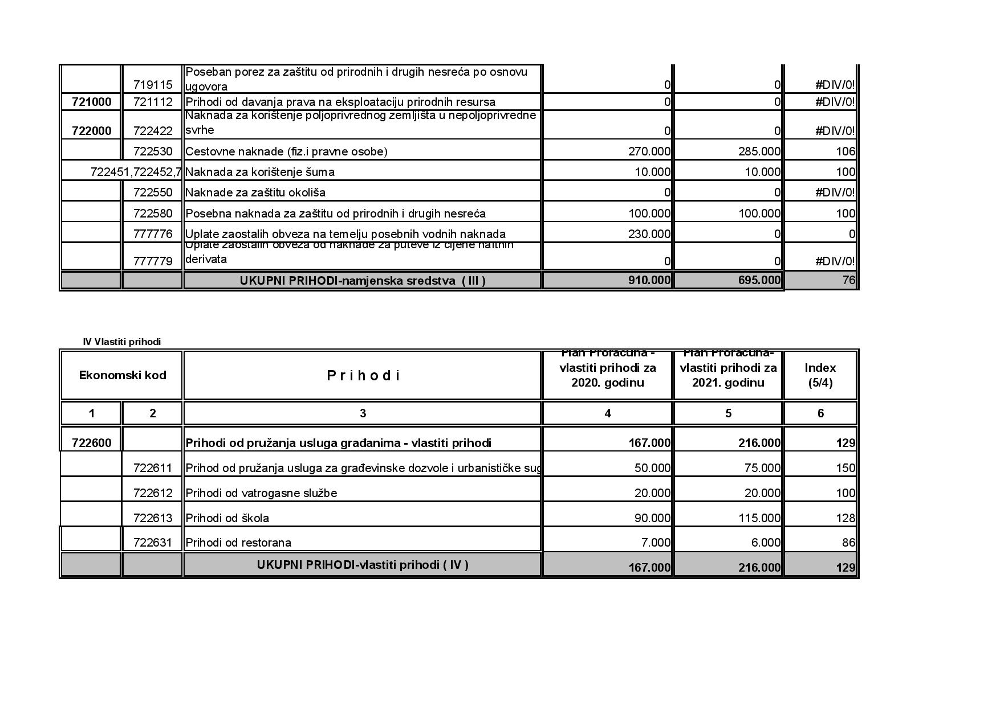 Poseban porez za zaštitu od prirodnih i drugih nesreća po osnovu
719115 ugovora 0 0 #DIV/0!
721000 721112 Prihodi od davanja prava na eksploataciju prirodnih resursa 0 0 #DIV/0!
Naknada za korištenje poljoprivrednog zemljišta u nepoljoprivredne
722000 722422 svrhe 0 0 #DIV/0!
722530 Cestovne naknade (fiz.i pravne osobe) 270.000 285.000 106
722451,722452,7 Naknada za korištenje šuma 10.000 10.000 100
722550 Naknade za zaštitu okoliša 0 0 #DIV/0!
722580 Posebna naknada za zaštitu od prirodnih i drugih nesreća 100.000 100.000 100
777776 Uplate zaostalih obveza na temelju posebnih vodnih naknada 230.000 0 0
Uplate zaostalih obveza od naknade za puteve iz cijene naftnih
777779 derivata 0 0 #DIV/0!
UKUPNI PRIHODI-namjenska sredstva ( III ) 910.000 695.000 76
IV Vlastiti prihodi
Plan Proračuna - Plan Proračuna-
Ekonomski kod P r i h o d i vlastiti prihodi za vlastiti prihodi za Index
2020. godinu 2021. godinu (5/4)
1 2 3 4 5 6
722600 Prihodi od pružanja usluga građanima - vlastiti prihodi 167.000 216.000 129
722611 Prihod od pružanja usluga za građevinske dozvole i urbanističke sug 50.000 75.000 150
722612 Prihodi od vatrogasne službe 20.000 20.000 100
722613 Prihodi od škola 90.000 115.000 128
722631 Prihodi od restorana 7.000 6.000 86
UKUPNI PRIHODI-vlastiti prihodi ( IV ) 167.000 216.000 129